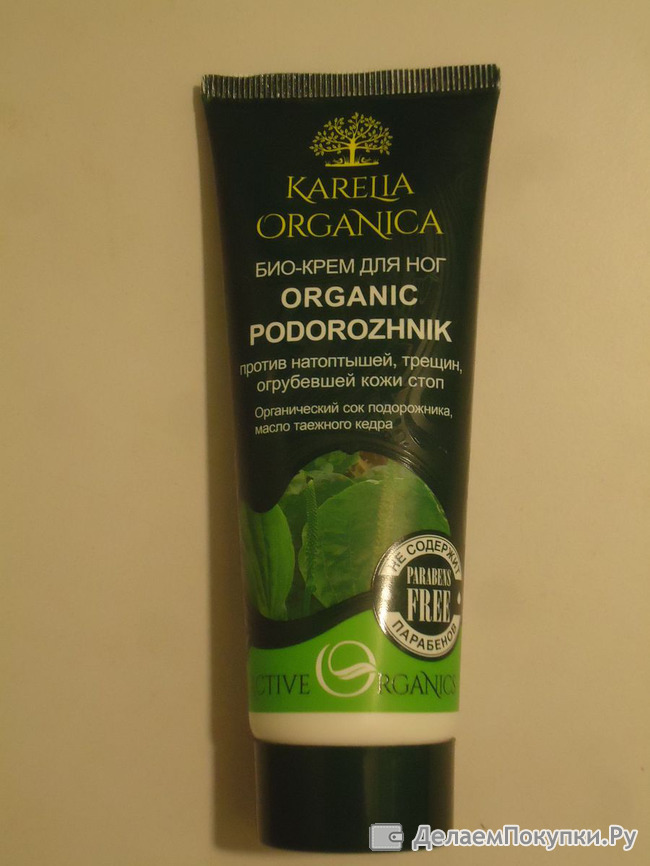 KARELIA
ORGANICA
БИО-КРЕМ ДЛЯ НОГ
ORGANIC
PODOROZHNIK
против натоптышей, трещин,
огрубевшей кожи стоп
Органический сок подорожника,
масло таежного кедра
НЕ СОДЕРЖИТ
PARABENS
FREE
ПАРАБЕНОВ
CTIVE ORGANICS
ДелаемПокупки.Ру